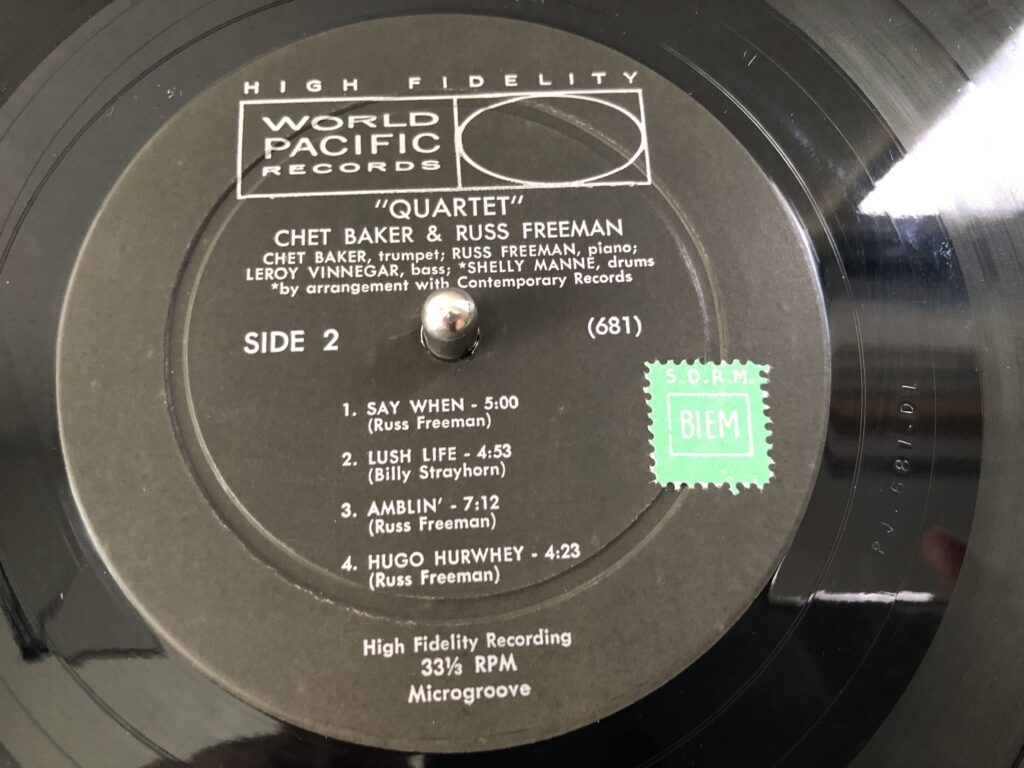 HIGH FIDELITY
WORLD
PACIFIC
RECORDS
"QUARTET"
CHET BAKER & RUSS FREEMAN
CHET BAKER, trumpet; RUSS FREEMAN, piano;
LEROY VINNEGAR, bass; *SHELLY MANNE, drums
*by arrangement with Contemporary Records
SIDE 2 (681)
S.D.R.M.
BIEM
1. SAY WHEN - 5:00
(Russ Freeman)
2. LUSH LIFE - 4:53
(Billy Strayhorn)
3. AMBLIN' - 7:12
(Russ Freeman)
4. HUGO HURWHEY - 4:23
(Russ Freeman)
High Fidelity Recording
33⅓ RPM
Microgroove